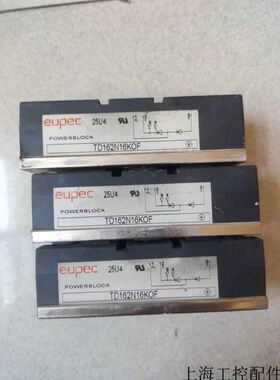 eupec 25U4
POWERBLOCK
TD162N16KOF
eupec 25U4
POWERBLOCK
TD162N16KOF
eupec 25U4
POWERBLOCK
TD162N16KOF
上海工控配件